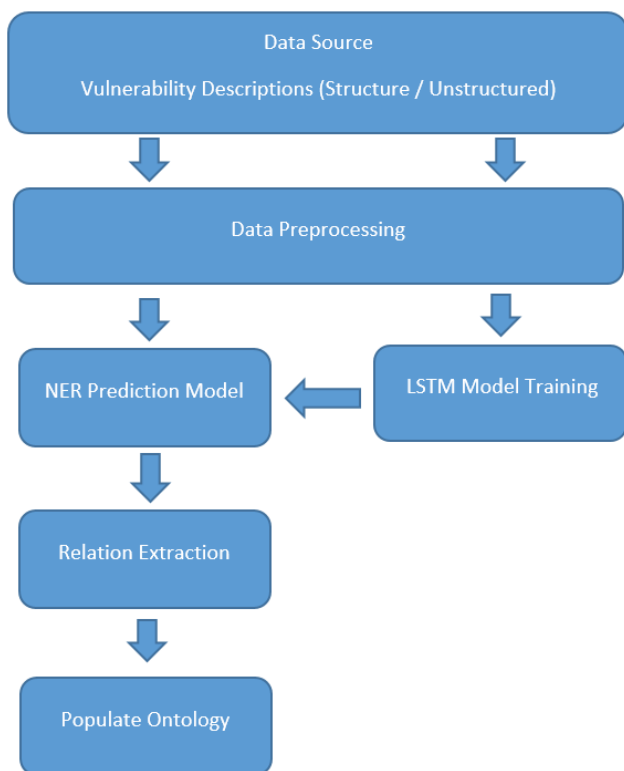 Data Source
Vulnerability Descriptions (Structure / Unstructured)
Data Preprocessing
NER Prediction Model
LSTM Model Training
Relation Extraction
Populate Ontology